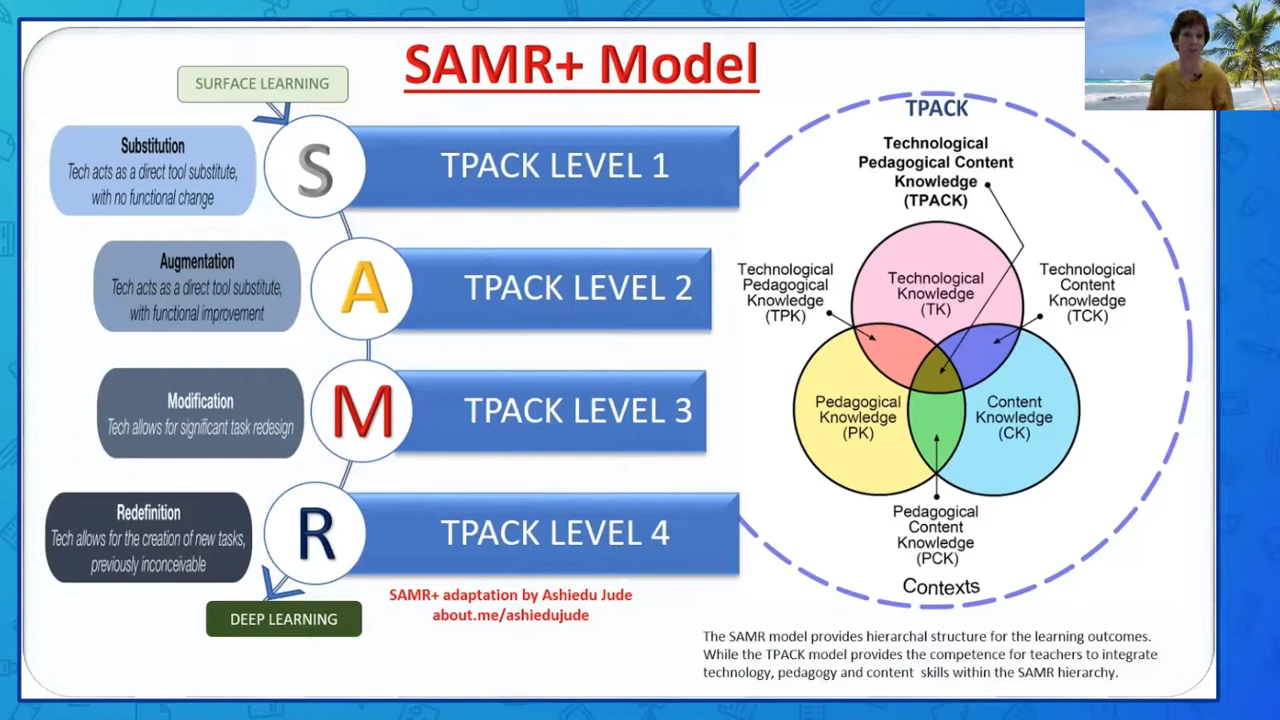 SAMR+ Model
SURFACE LEARNING
Substitution
Tech acts as a direct tool substitute,
with no functional change
S
TPACK LEVEL 1
Augmentation
Tech acts as a direct tool substitute,
with functional improvement
A
TPACK LEVEL 2
Modification
Tech allows for significant task redesign
M
TPACK LEVEL 3
Redefinition
Tech allows for the creation of new tasks,
previously inconceivable
R
TPACK LEVEL 4
DEEP LEARNING
SAMR+ adaptation by Ashiedu Jude
about.me/ashiedujude
TPACK
Technological
Pedagogical Content
Knowledge
(TPACK)
Technological
Pedagogical
Knowledge
(TPK)
Technological
Knowledge
(TK)
Technological
Content
Knowledge
(TCK)
Pedagogical
Knowledge
(PK)
Content
Knowledge
(CK)
Pedagogical
Content
Knowledge
(PCK)
Contexts
The SAMR model provides hierarchal structure for the learning outcomes.
While the TPACK model provides the competence for teachers to integrate
technology, pedagogy and content skills within the SAMR hierarchy.